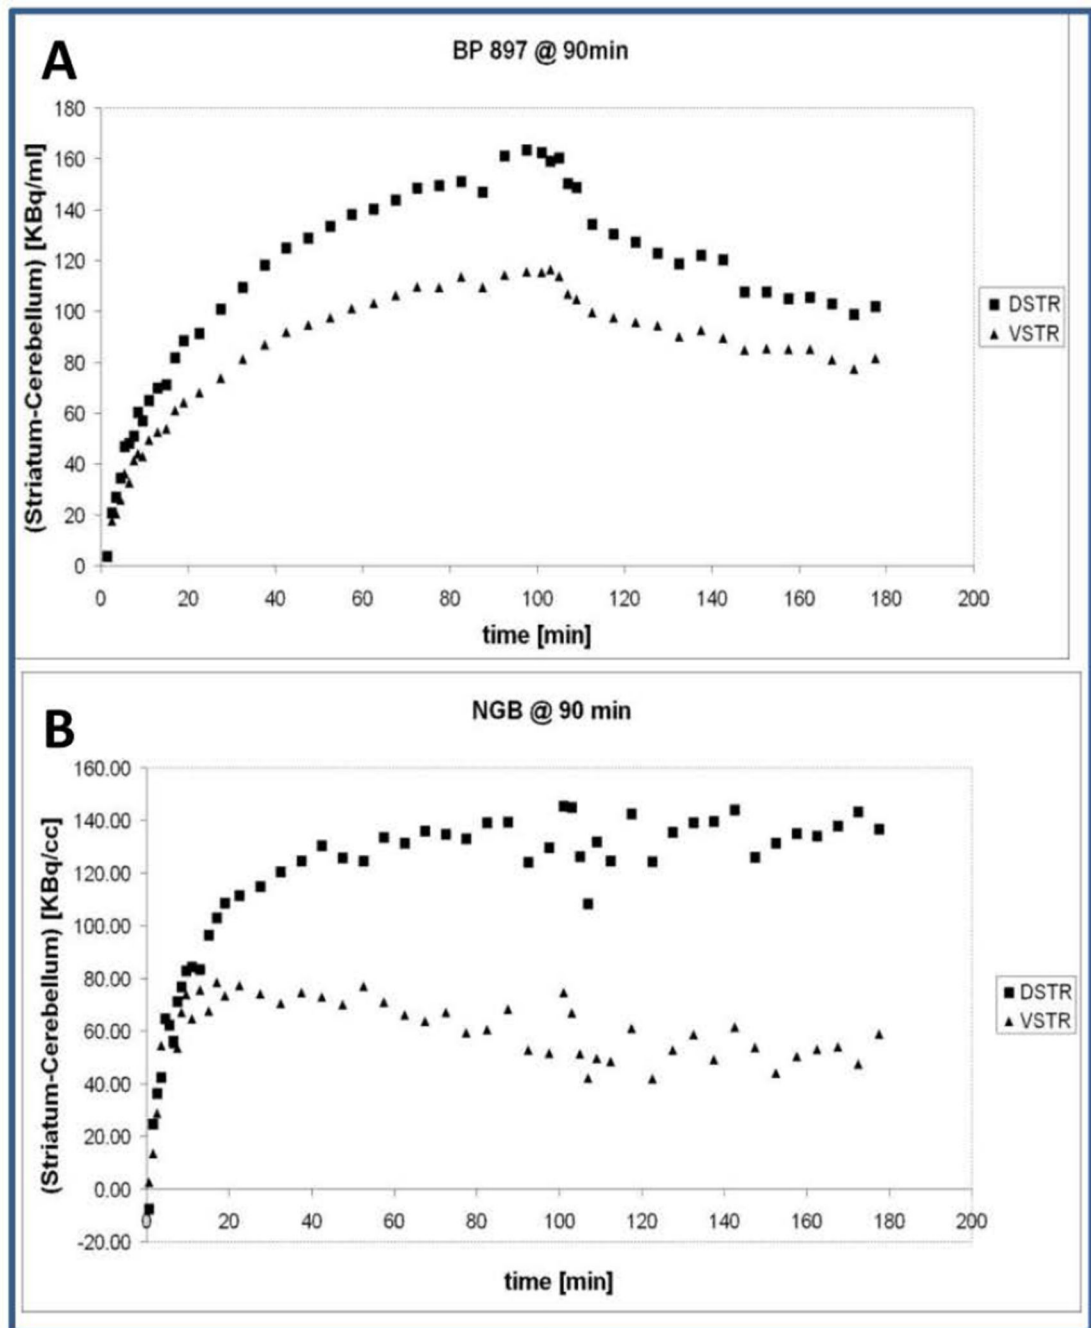 A
BP 897 @ 90min
(Striatum-Cerebellum) [KBq/ml]
180
160
140
120
100
80
60
40
20
0
0 20 40 60 80 100 120 140 160 180 200
time [min]
DSTR
VSTR
B
NGB @ 90 min
(Striatum-Cerebellum) [KBq/cc]
160.00
140.00
120.00
100.00
80.00
60.00
40.00
20.00
0.00
-20.00
0 20 40 60 80 100 120 140 160 180 200
time [min]
DSTR
VSTR